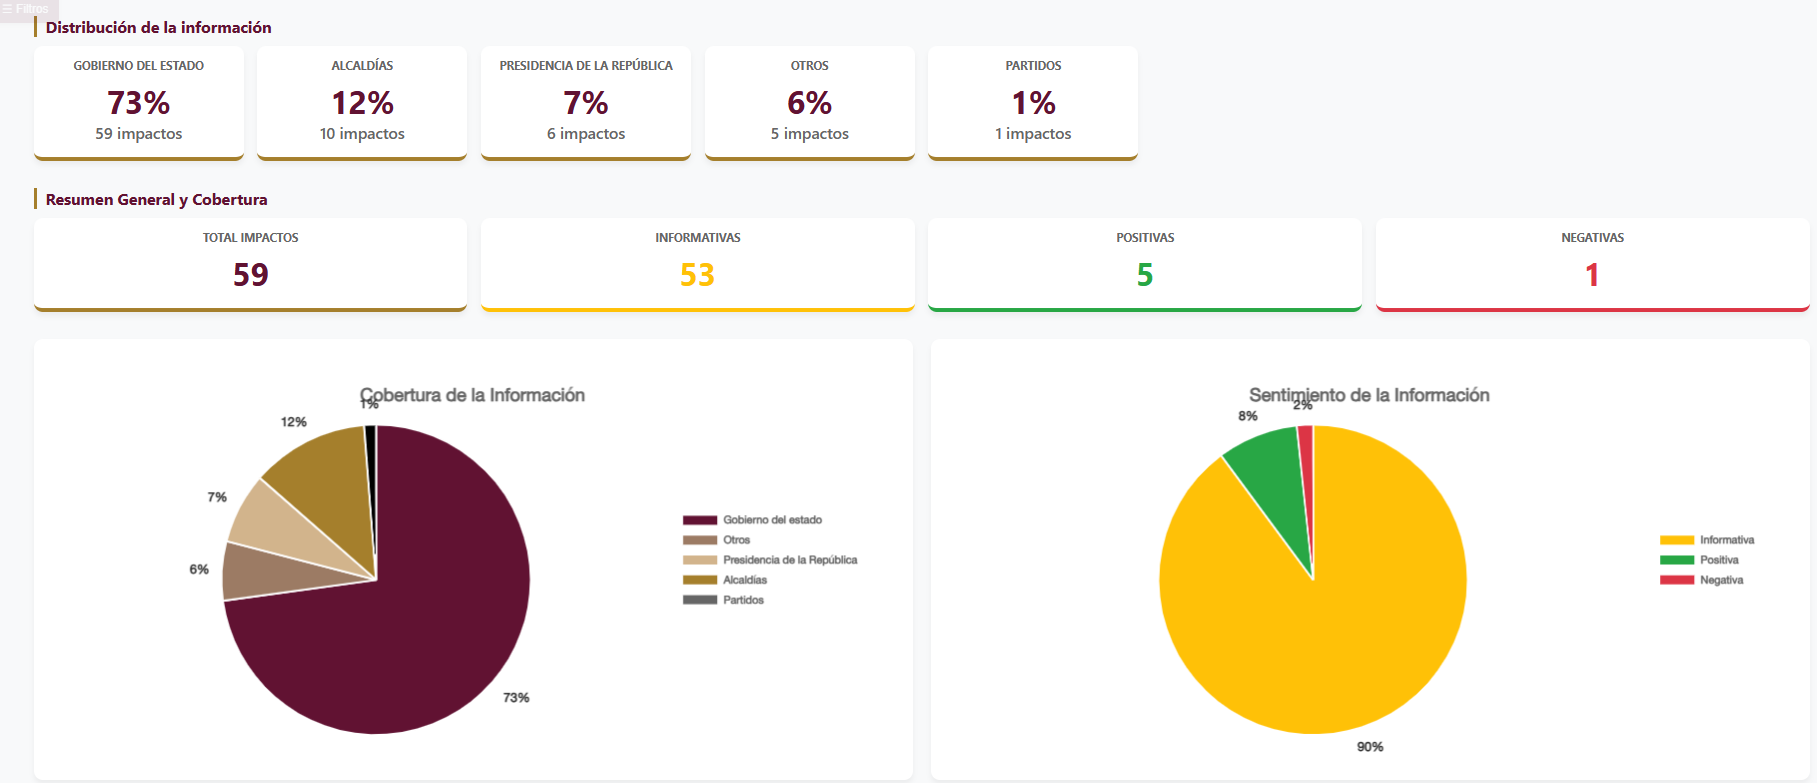 ☰ Filtros
Distribución de la información
GOBIERNO DEL ESTADO
73%
59 impactos
ALCALDÍAS
12%
10 impactos
PRESIDENCIA DE LA REPÚBLICA
7%
6 impactos
OTROS
6%
5 impactos
PARTIDOS
1%
1 impactos
Resumen General y Cobertura
TOTAL IMPACTOS
59
INFORMATIVAS
53
POSITIVAS
5
NEGATIVAS
1
Cobertura de la Información
1%
12%
7%
6%
73%
Gobierno del estado
Otros
Presidencia de la República
Alcaldías
Partidos
Sentimiento de la Información
2%
8%
90%
Informativa
Positiva
Negativa